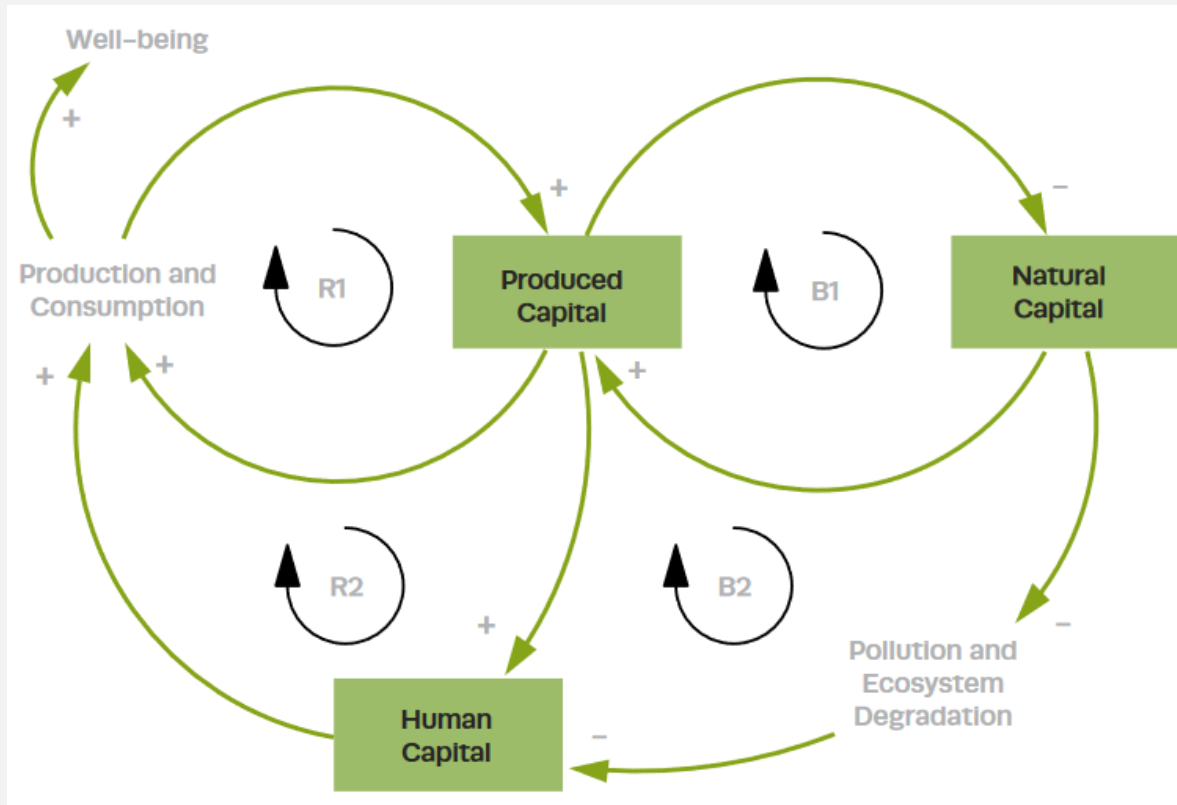 Well-being
+
+
–
Production and
Consumption
R1
Produced
Capital
B1
Natural
Capital
+
+
+
R2
B2
+
–
Pollution and
Ecosystem
Degradation
Human
Capital
–